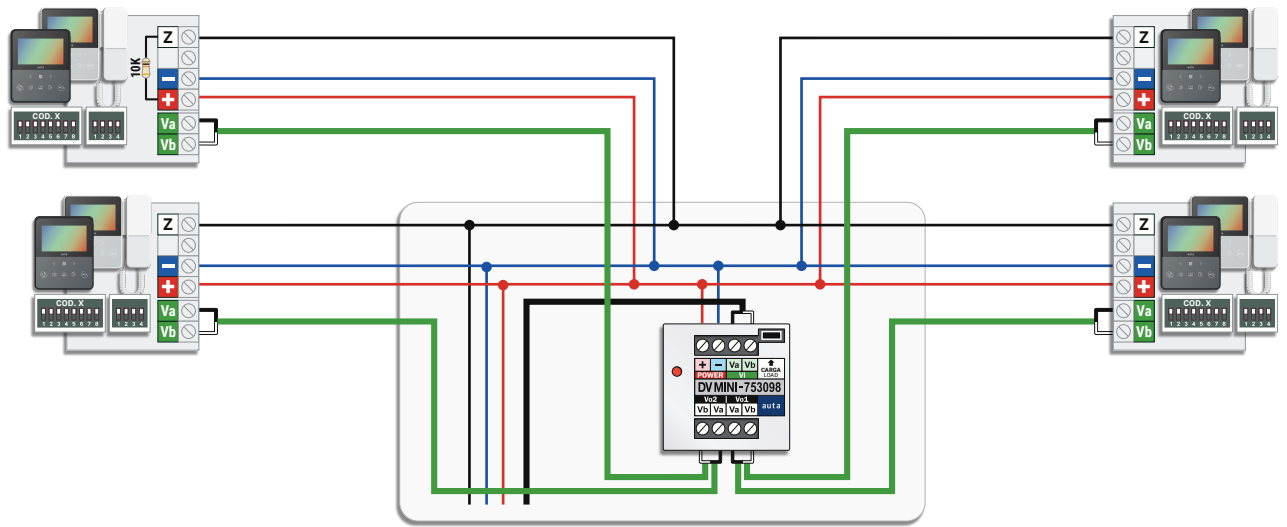 Z
10K
−
+
Va
Vb
COD. X
1 2 3 4 5 6 7 8
1 2 3 4
Z
−
+
Va
Vb
COD. X
1 2 3 4 5 6 7 8
1 2 3 4
Z
−
+
Va
Vb
COD. X
1 2 3 4 5 6 7 8
1 2 3 4
Z
−
+
Va
Vb
COD. X
1 2 3 4 5 6 7 8
1 2 3 4
+ − Va Vb
POWER Vi
CARGA
LOAD
DV MINI-753098
Vo2 Vo1
Vb Va Va Vb
auta